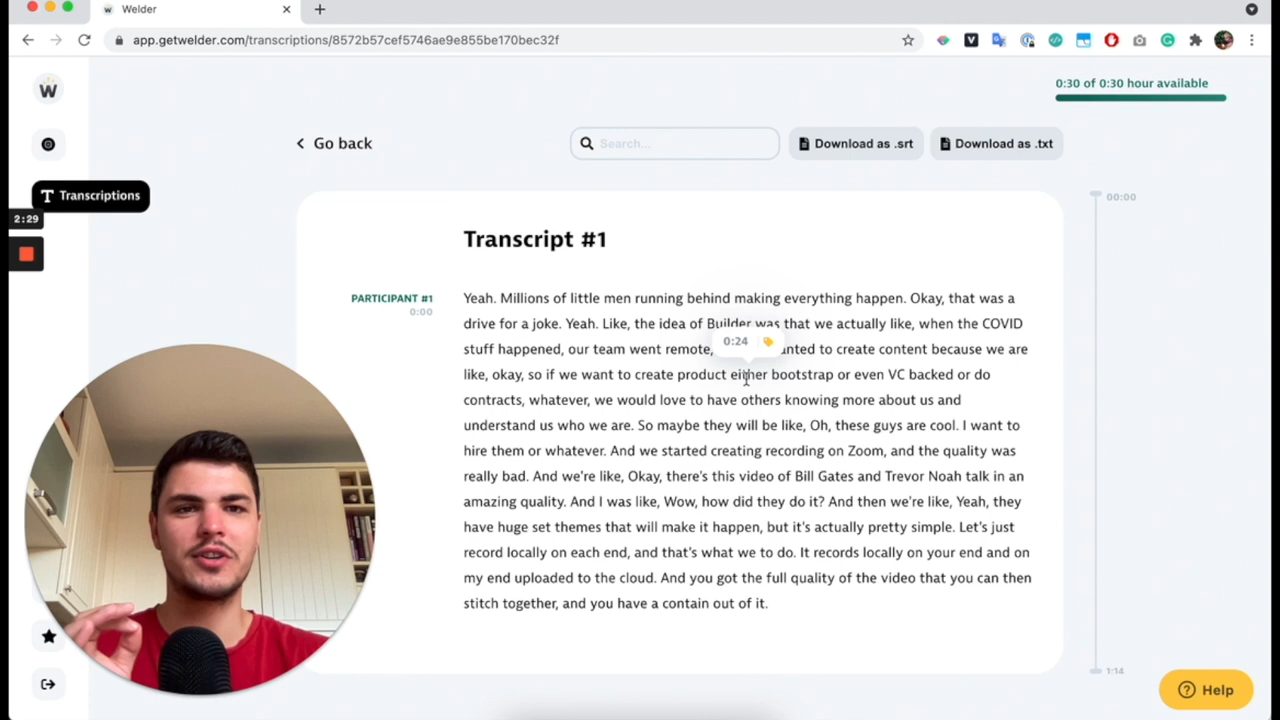 Welder
app.getwelder.com/transcriptions/8572b57cef5746ae9e855be170bec32f
W
0:30 of 0:30 hour available
Go back
Search...
Download as .srt
Download as .txt
T Transcriptions
2:29
00:00
Transcript #1
PARTICIPANT #1
0:00
Yeah. Millions of little men running behind making everything happen. Okay, that was a
drive for a joke. Yeah. Like, the idea of Builder was that we actually like, when the COVID
stuff happened, our team went remote,
0:24
to create content because we are
like, okay, so if we want to create product either bootstrap or even VC backed or do
contracts, whatever, we would love to have others knowing more about us and
understand us who we are. So maybe they will be like, Oh, these guys are cool. I want to
hire them or whatever. And we started creating recording on Zoom, and the quality was
really bad. And we're like, Okay, there's this video of Bill Gates and Trevor Noah talk in an
amazing quality. And I was like, Wow, how did they do it? And then we're like, Yeah, they
have huge set themes that will make it happen, but it's actually pretty simple. Let's just
record locally on each end, and that's what we to do. It records locally on your end and on
my end uploaded to the cloud. And you got the full quality of the video that you can then
stitch together, and you have a contain out of it.
1:14
Help